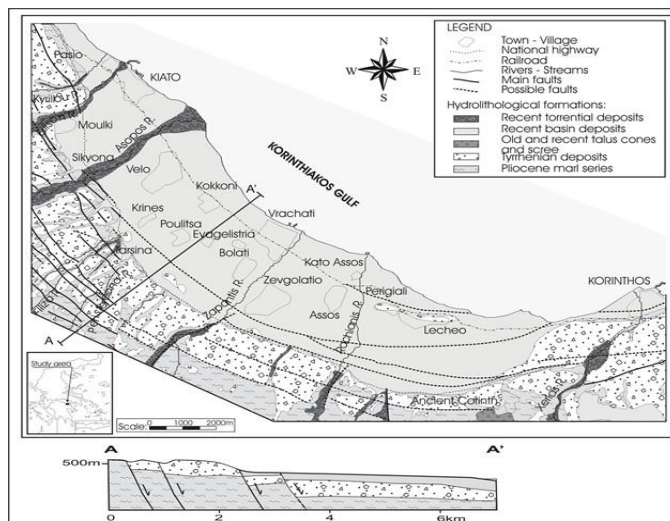 LEGEND
Town - Village
National highway
Railroad
Rivers - Streams
Main faults
Possible faults
Hydrolithological formations:
Recent torrential deposits
Recent basin deposits
Old and recent talus cones
and scree
Tyrrhenian deposits
Pliocene marl series
N
W E
S
Pasio
KIATO
Moulki
Asopos R.
Sikyona
Velo
Kokkoni
A'
KORINTHIAKOS GULF
Vrachati
Krines
Poulitsa
Evagelistria
Bolati
Tarsina
Zapantis R.
Zevgolatio
Kato Assos
Perigiali
Assos
Lecheo
KORINTHOS
A
Ancient Corinth
Study area
Scale: 0 1000 2000m
A A'
500m
0 2 4 6km